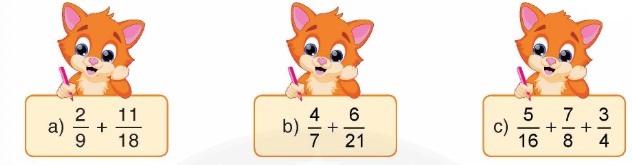 a) 2/9 + 11/18
b) 4/7 + 6/21
c) 5/16 + 7/8 + 3/4